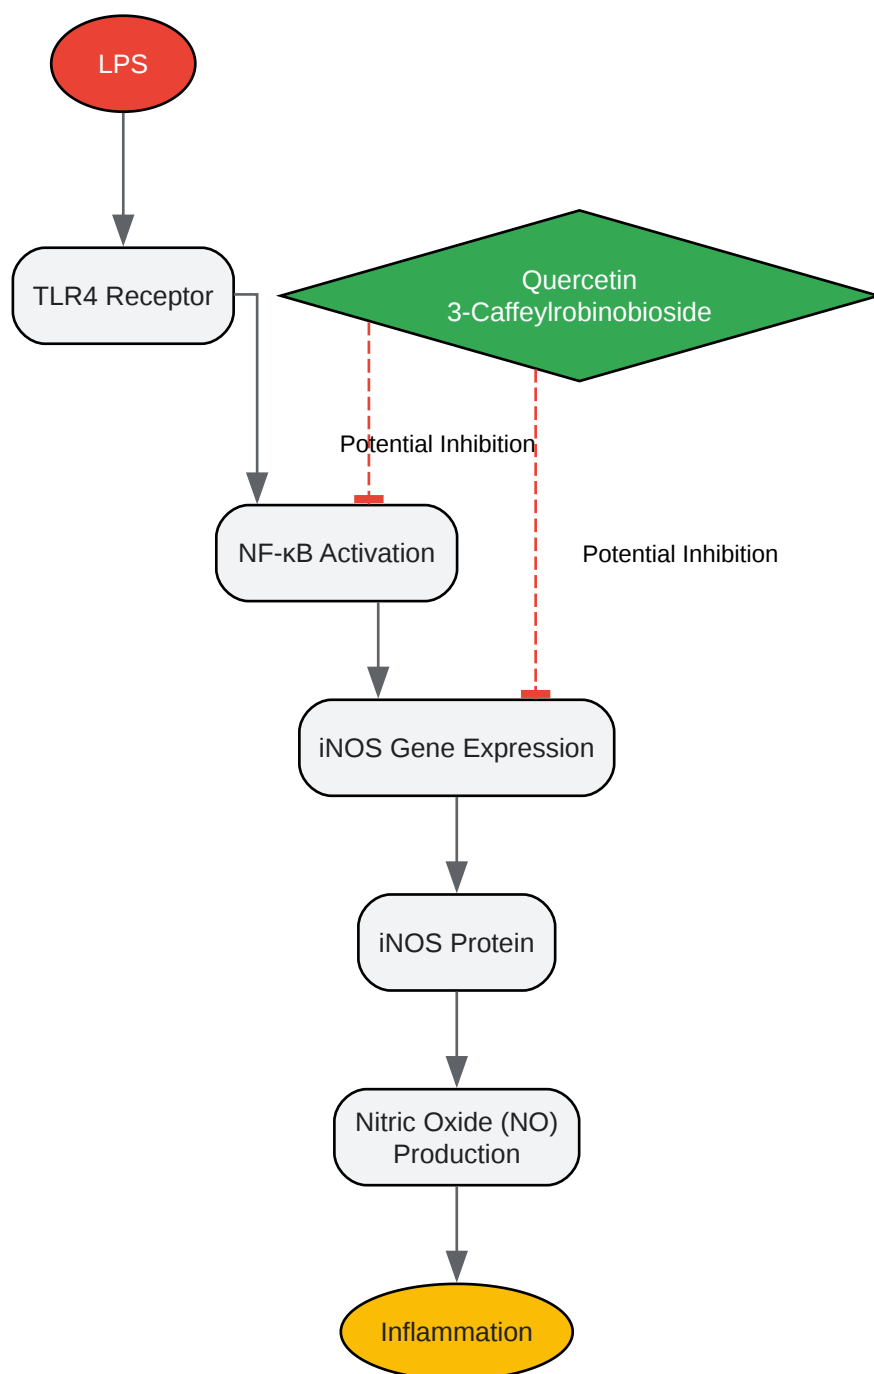 LPS
TLR4 Receptor
Quercetin
3-Caffeylrobinobioside
Potential Inhibition
NF-κB Activation
Potential Inhibition
iNOS Gene Expression
iNOS Protein
Nitric Oxide (NO)
Production
Inflammation